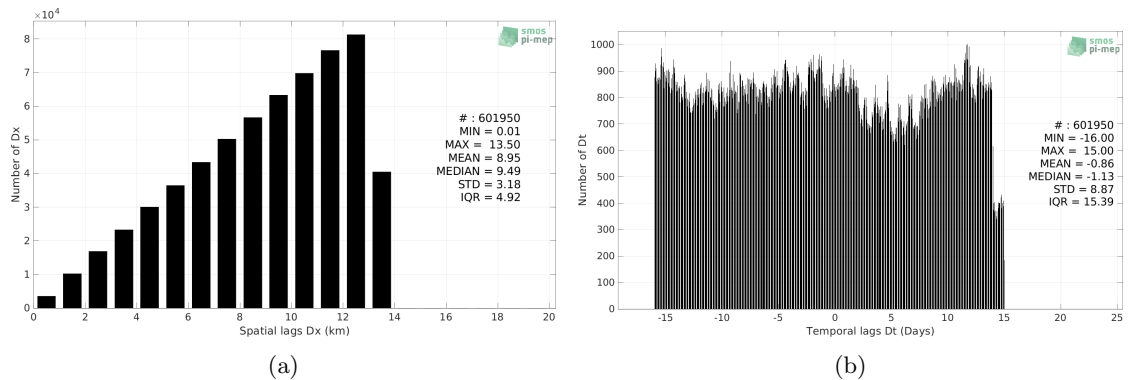 ×10⁴
8
7
6
5
4
3
2
1
0
0 2 4 6 8 10 12 14 16 18 20
Number of Dx
Spatial lags Dx (km)
smos
pi-mep
# : 601950
MIN = 0.01
MAX = 13.50
MEAN = 8.95
MEDIAN = 9.49
STD = 3.18
IQR = 4.92
(a)
1000
900
800
700
600
500
400
300
200
100
0
-15 -10 -5 0 5 10 15 20 25
Number of Dt
Temporal lags Dt (Days)
smos
pi-mep
# : 601950
MIN = -16.00
MAX = 15.00
MEAN = -0.86
MEDIAN = -1.13
STD = 8.87
IQR = 15.39
(b)